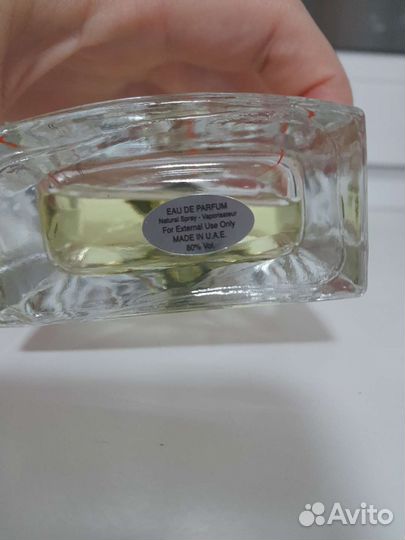 EAU DE PARFUM
Natural Spray - Vaporisateur
For External Use Only
MADE IN U.A.E.
80% Vol.
Avito